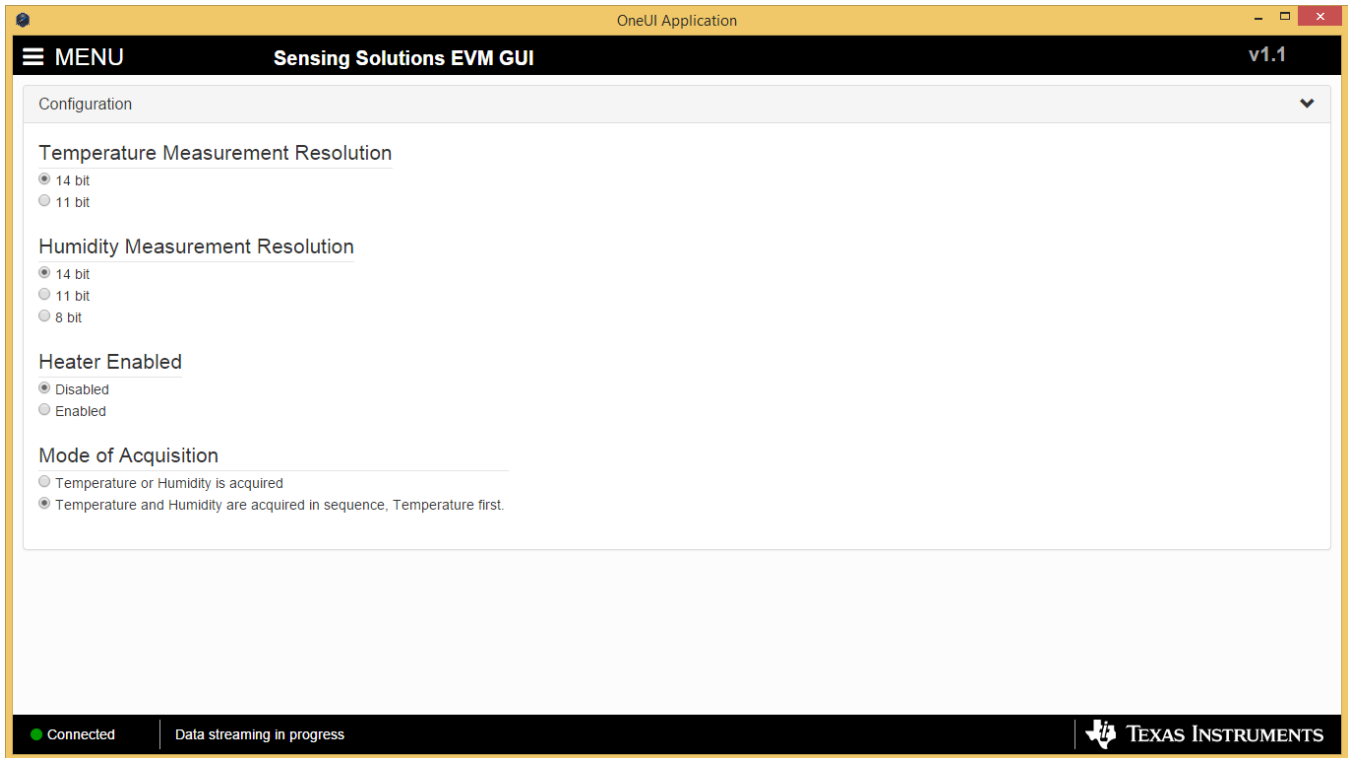 OneUI Application
MENU
Sensing Solutions EVM GUI
v1.1
Configuration
Temperature Measurement Resolution
14 bit
11 bit
Humidity Measurement Resolution
14 bit
11 bit
8 bit
Heater Enabled
Disabled
Enabled
Mode of Acquisition
Temperature or Humidity is acquired
Temperature and Humidity are acquired in sequence, Temperature first.
Connected
Data streaming in progress
TEXAS INSTRUMENTS